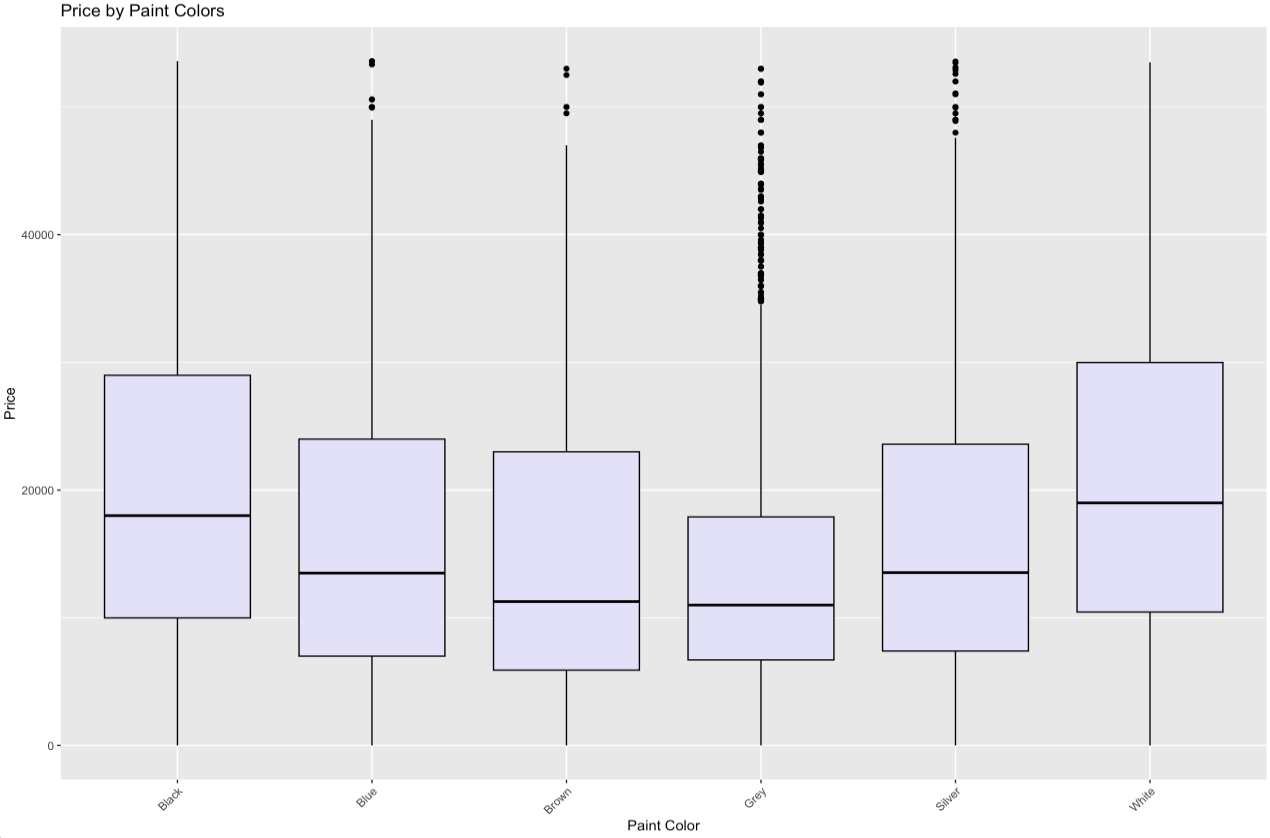 Price by Paint Colors
Price
40000
20000
0
Black
Blue
Brown
Grey
Silver
White
Paint Color